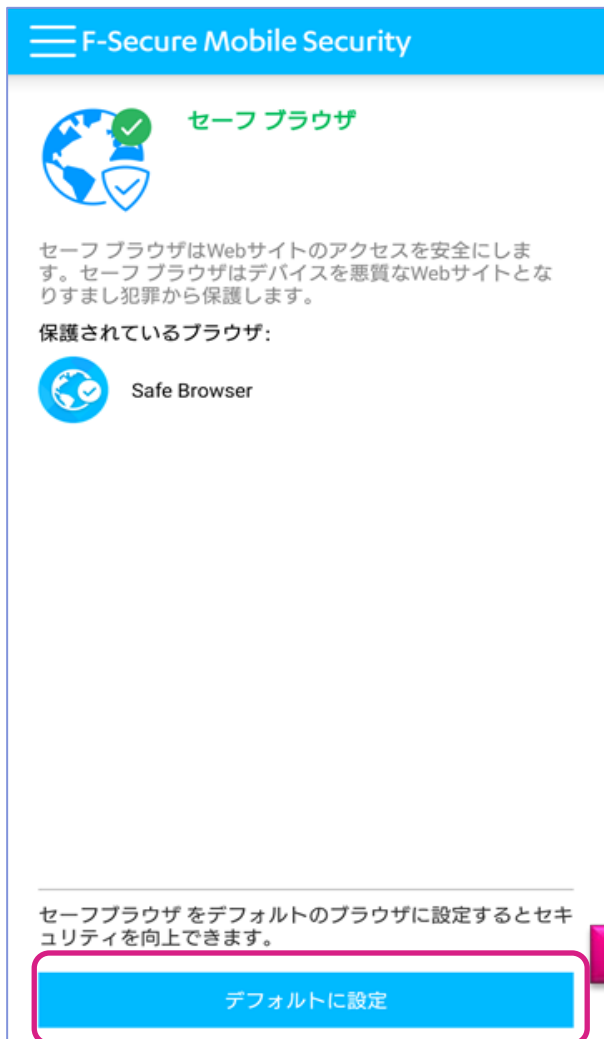 F-Secure Mobile Security
セーフ ブラウザ
セーフ ブラウザはWebサイトのアクセスを安全にしま
す。セーフ ブラウザはデバイスを悪質なWebサイトとな
りすまし犯罪から保護します。
保護されているブラウザ:
Safe Browser
セーフブラウザ をデフォルトのブラウザに設定するとセキ
ュリティを向上できます。
デフォルトに設定